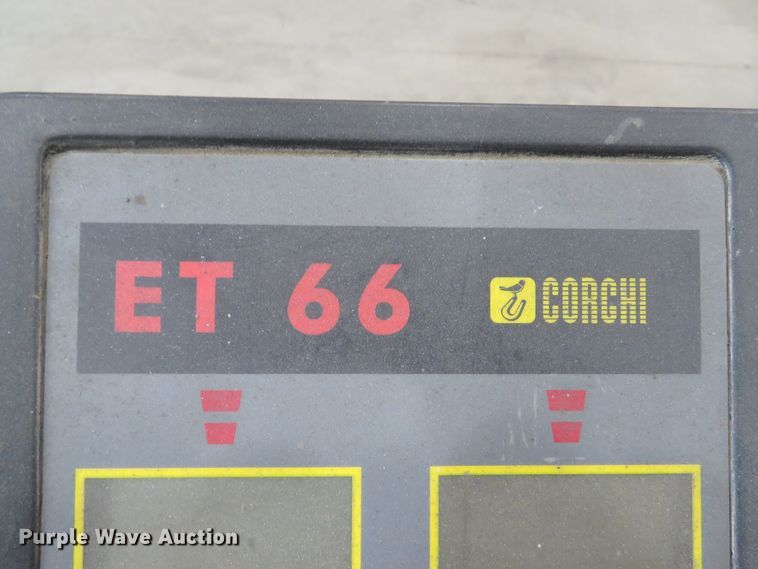 ET 66 CORGHI
Purple Wave Auction